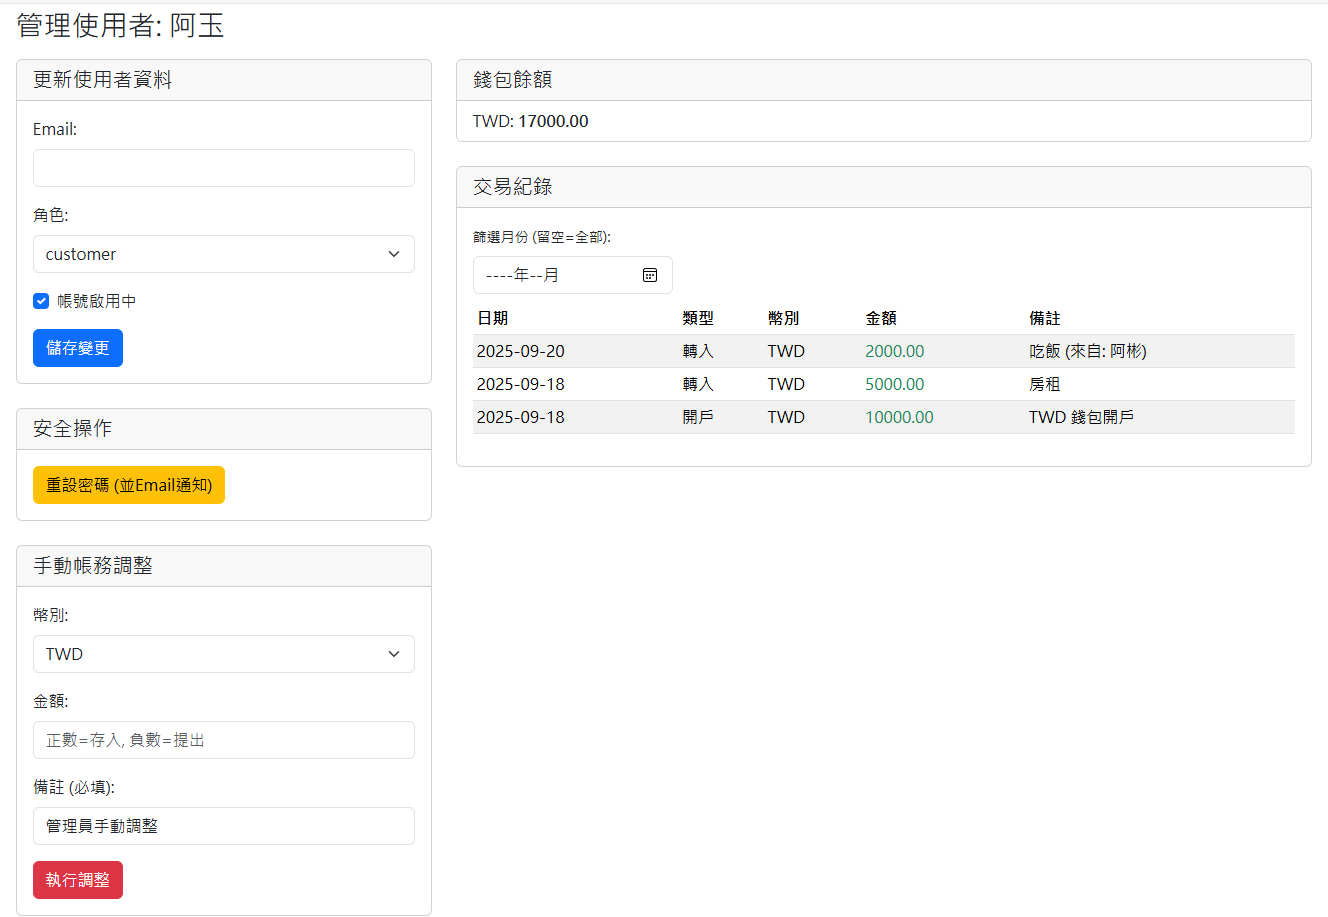 管理使用者: 阿玉
更新使用者資料
Email:
角色:
customer
帳號啟用中
儲存變更
安全操作
重設密碼 (並Email通知)
手動帳務調整
幣別:
TWD
金額:
正數=存入, 負數=提出
備註 (必填):
管理員手動調整
執行調整
錢包餘額
TWD: 17000.00
交易紀錄
篩選月份 (留空=全部):
----年--月
日期 類型 幣別 金額 備註
2025-09-20 轉入 TWD 2000.00 吃飯 (來自: 阿彬)
2025-09-18 轉入 TWD 5000.00 房租
2025-09-18 開戶 TWD 10000.00 TWD 錢包開戶